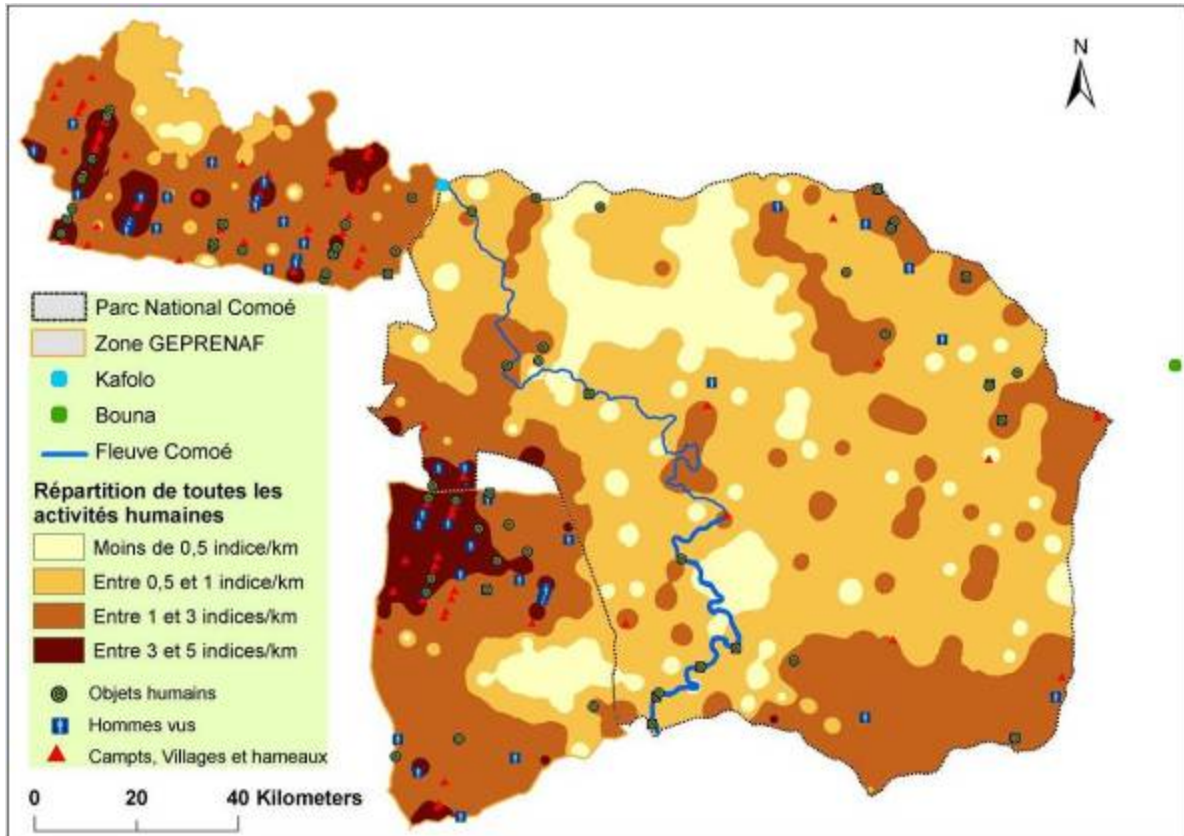 N
Parc National Comoé
Zone GEPRENAF
Kafolo
Bouna
Fleuve Comoé
Répartition de toutes les
activités humaines
Moins de 0,5 indice/km
Entre 0,5 et 1 indice/km
Entre 1 et 3 indices/km
Entre 3 et 5 indices/km
Objets humains
Hommes vus
Campts, Villages et hameaux
0 20 40 Kilometers